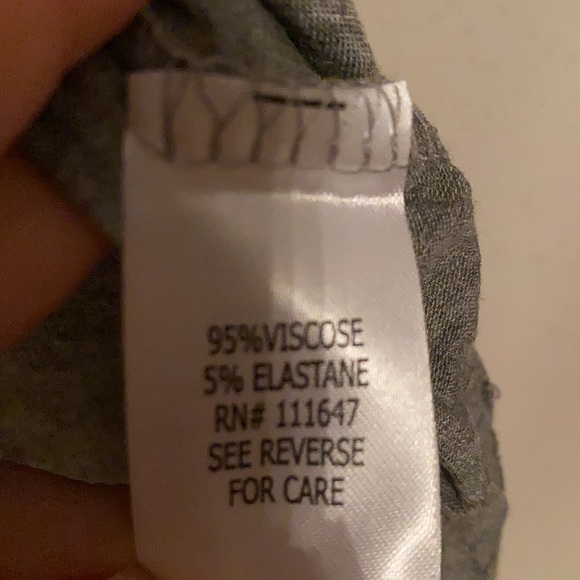 95%VISCOSE
5% ELASTANE
RN# 111647
SEE REVERSE
FOR CARE